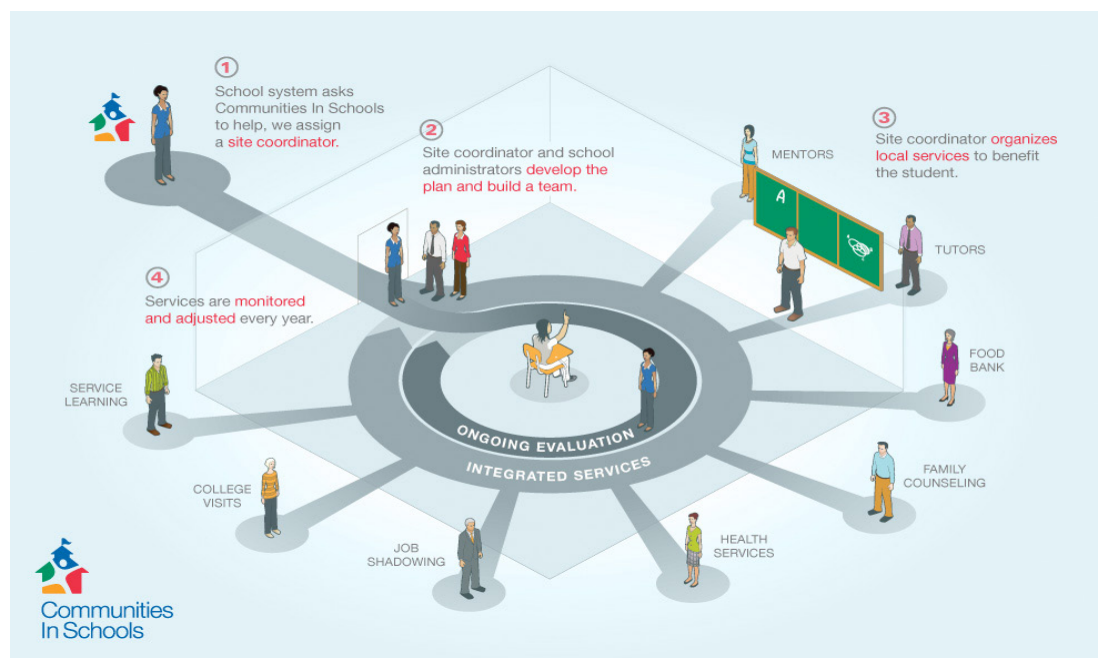 1
School system asks
Communities In Schools
to help, we assign
a site coordinator.
2
Site coordinator and school
administrators develop the
plan and build a team.
3
Site coordinator organizes
local services to benefit
the student.
4
Services are monitored
and adjusted every year.
MENTORS
A
TUTORS
FOOD
BANK
FAMILY
COUNSELING
HEALTH
SERVICES
JOB
SHADOWING
COLLEGE
VISITS
SERVICE
LEARNING
ONGOING EVALUATION
INTEGRATED SERVICES
Communities
In Schools